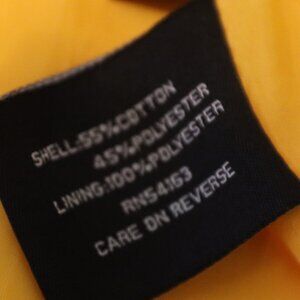 SHELL:55%COTTON
45%POLYESTER
LINING:100%POLYESTER
RN54163
CARE ON REVERSE